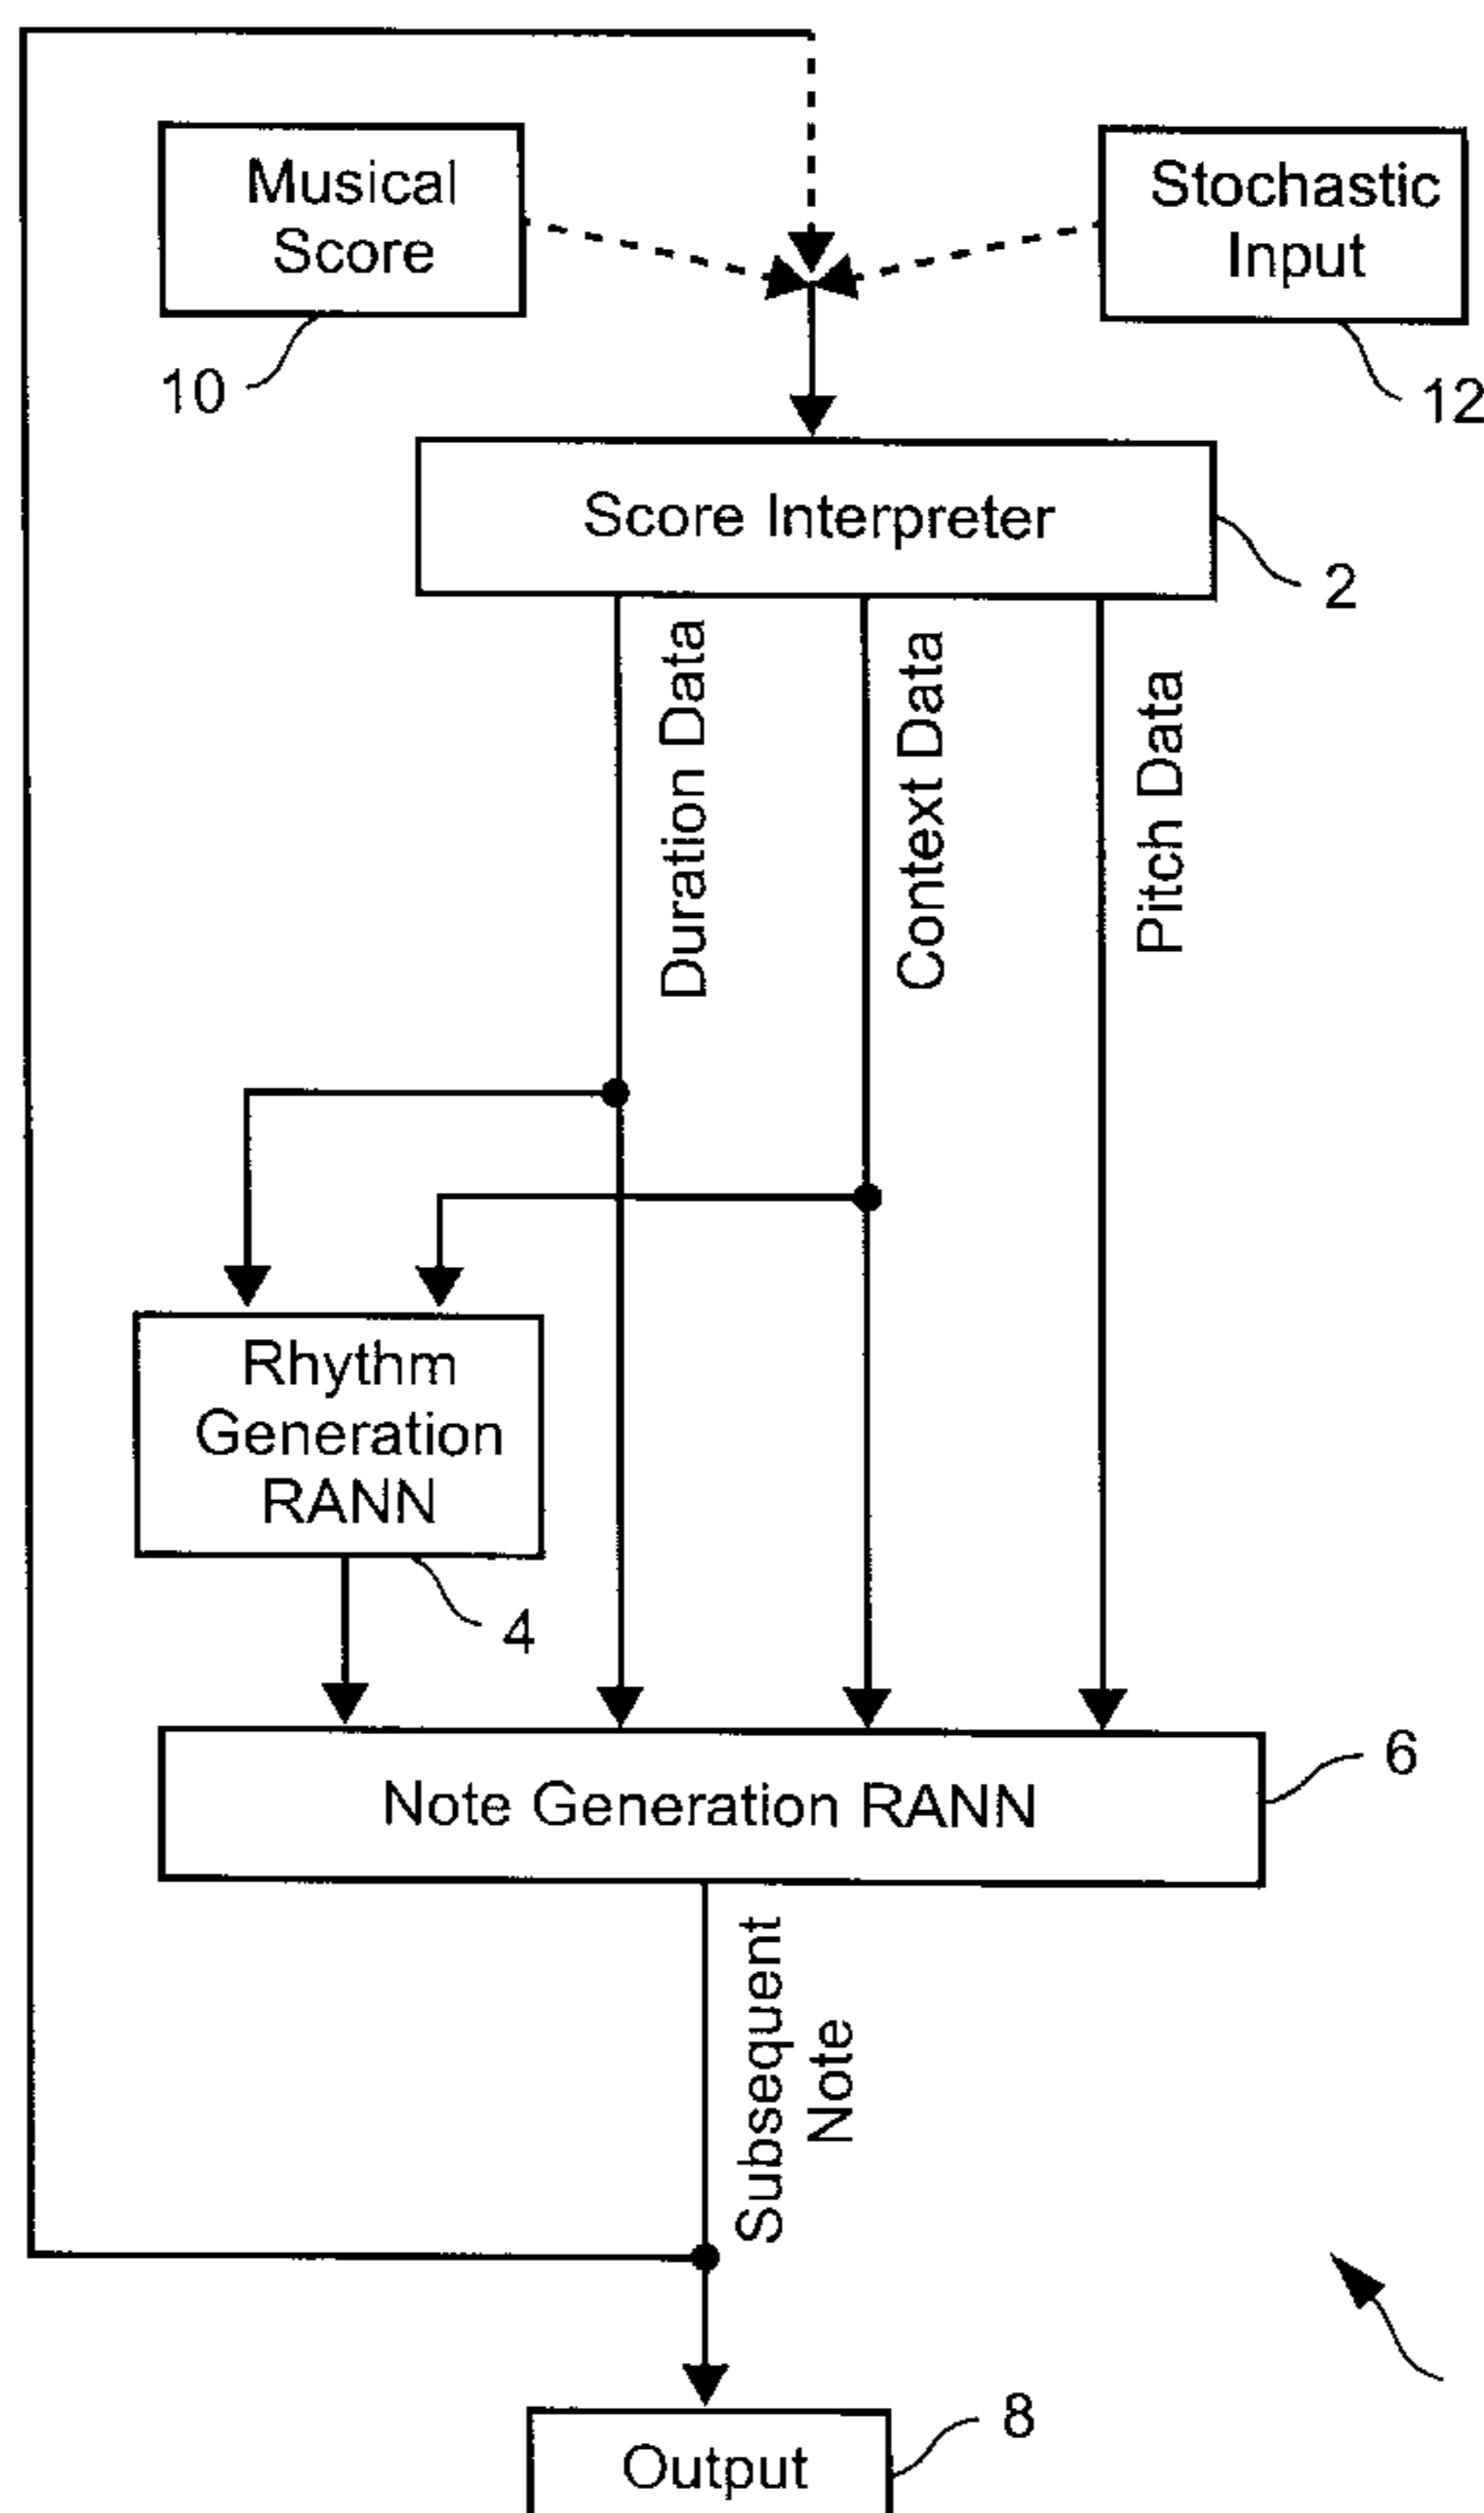 Musical
Score
Stochastic
Input
10
12
Score Interpreter
2
Duration Data
Context Data
Pitch Data
Rhythm
Generation
RANN
4
Note Generation RANN
6
Subsequent
Note
Output
8